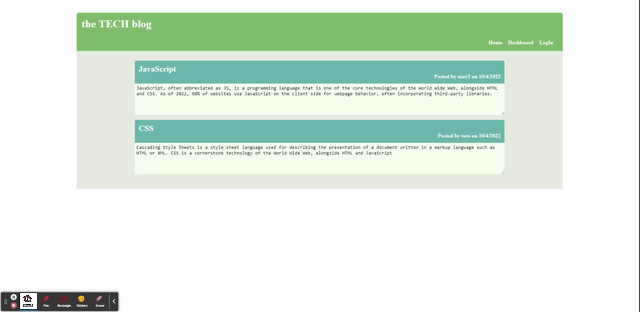 the TECH blog
Home Dashboard Login
JavaScript
Posted by user2 on 10/4/2022
JavaScript, often abbreviated as JS, is a programming language that is one of the core technologies of the World Wide Web, alongside HTML
and CSS. As of 2022, 98% of websites use JavaScript on the client side for webpage behavior, often incorporating third-party libraries.
CSS
Posted by tero on 10/4/2022
Cascading Style Sheets is a style sheet language used for describing the presentation of a document written in a markup language such as
HTML or XML. CSS is a cornerstone technology of the World Wide Web, alongside HTML and JavaScript
Pen Rectangle Stickers Eraser